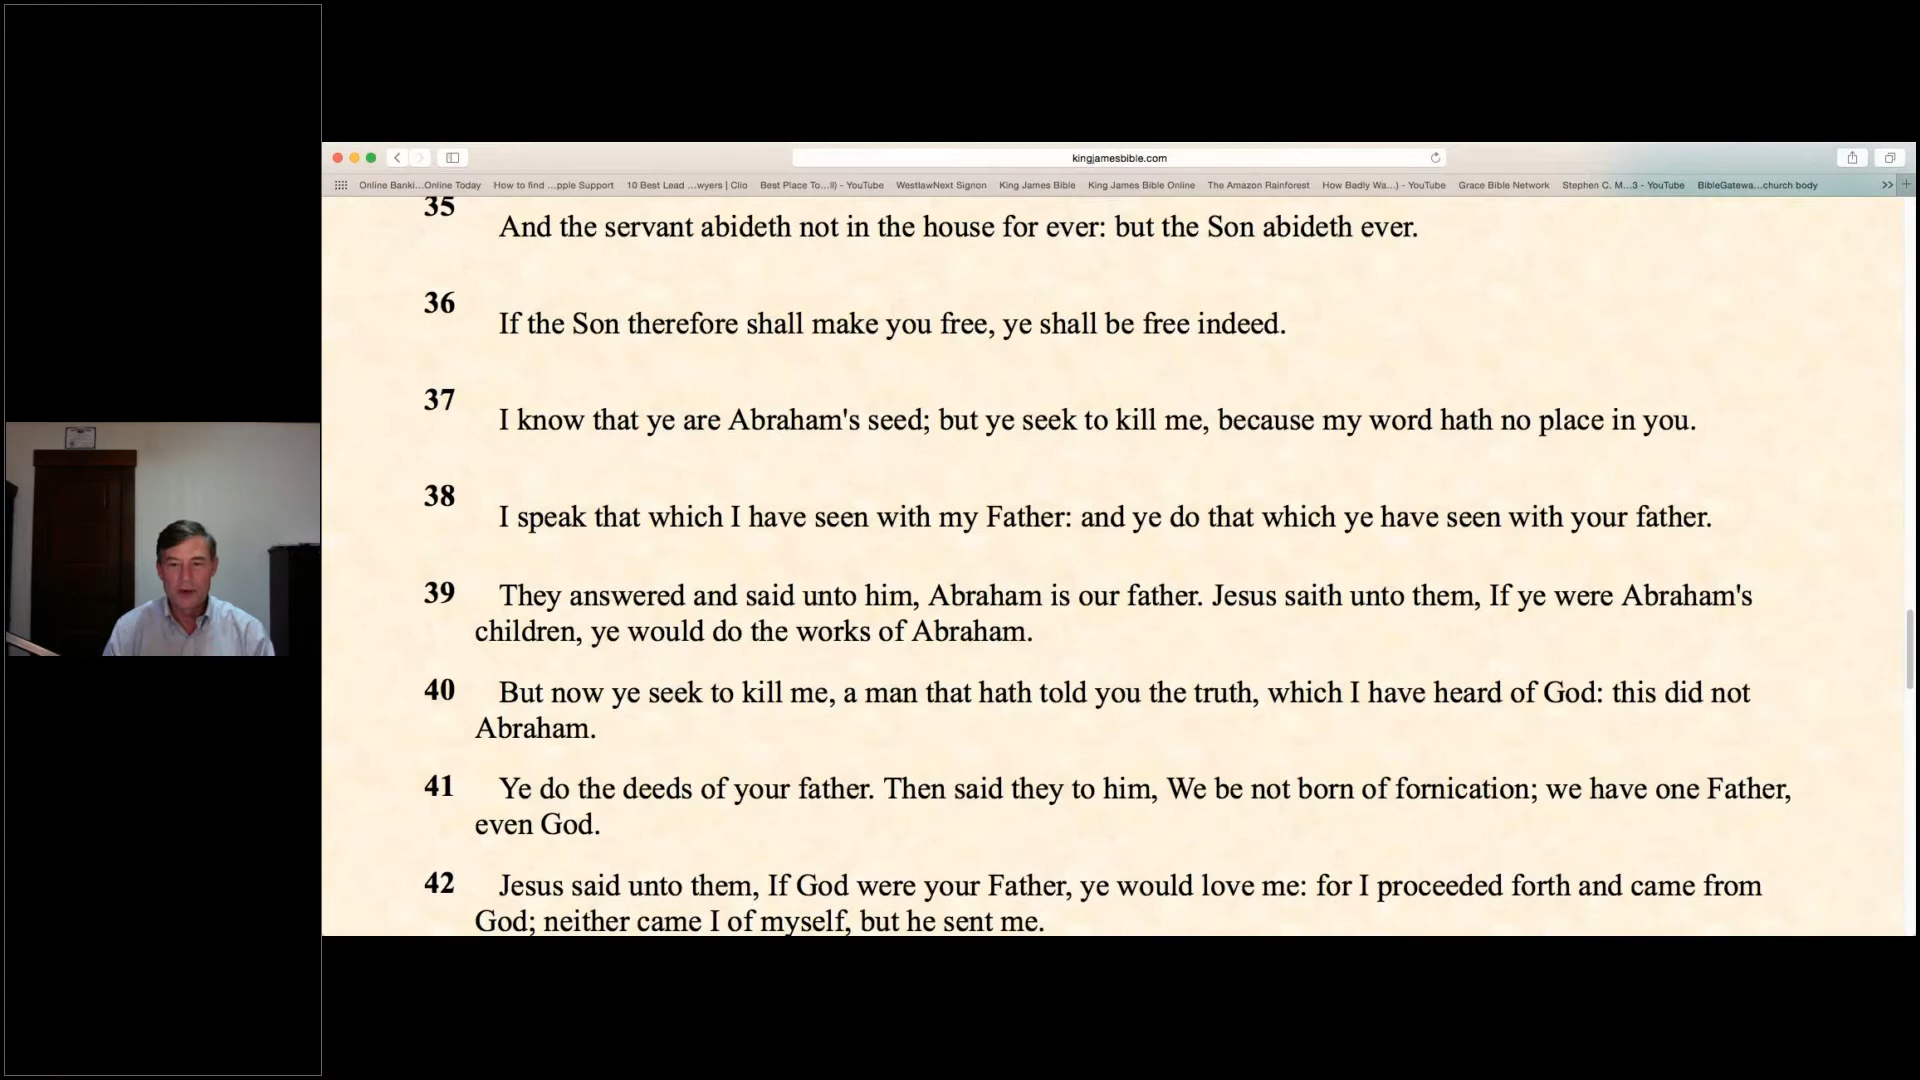 kingjamesbible.com
Online Banki...Online Today How to find ...pple Support 10 Best Lead ...wyers | Clio Best Place To...ll) - YouTube WestlawNext Signon King James Bible King James Bible Online The Amazon Rainforest How Badly Wa...) - YouTube Grace Bible Network Stephen C. M...3 - YouTube BibleGatewa...church body >> +
35
And the servant abideth not in the house for ever: but the Son abideth ever.
36
If the Son therefore shall make you free, ye shall be free indeed.
37
I know that ye are Abraham's seed; but ye seek to kill me, because my word hath no place in you.
38
I speak that which I have seen with my Father: and ye do that which ye have seen with your father.
39 They answered and said unto him, Abraham is our father. Jesus saith unto them, If ye were Abraham's
children, ye would do the works of Abraham.
40 But now ye seek to kill me, a man that hath told you the truth, which I have heard of God: this did not
Abraham.
41 Ye do the deeds of your father. Then said they to him, We be not born of fornication; we have one Father,
even God.
42 Jesus said unto them, If God were your Father, ye would love me: for I proceeded forth and came from
God; neither came I of myself, but he sent me.